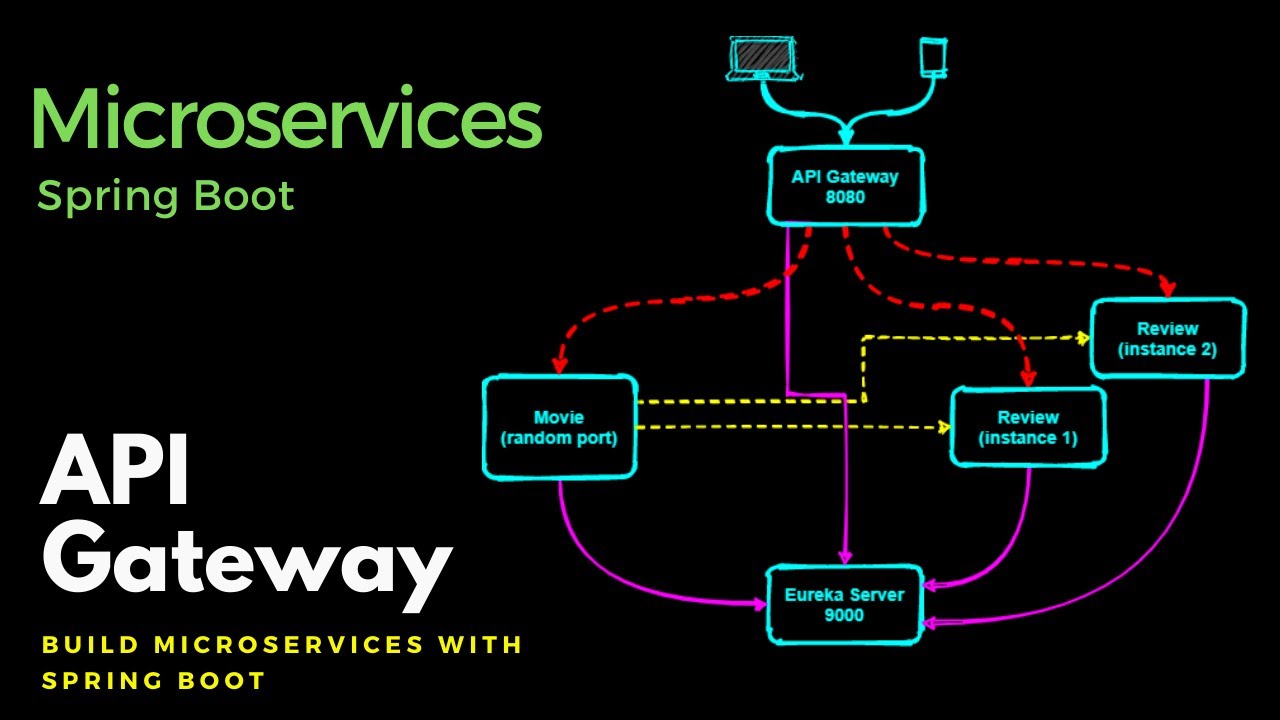 Microservices
Spring Boot
API
Gateway
BUILD MICROSERVICES WITH
SPRING BOOT
API Gateway
8080
Review
(instance 2)
Movie
(random port)
Review
(instance 1)
Eureka Server
9000